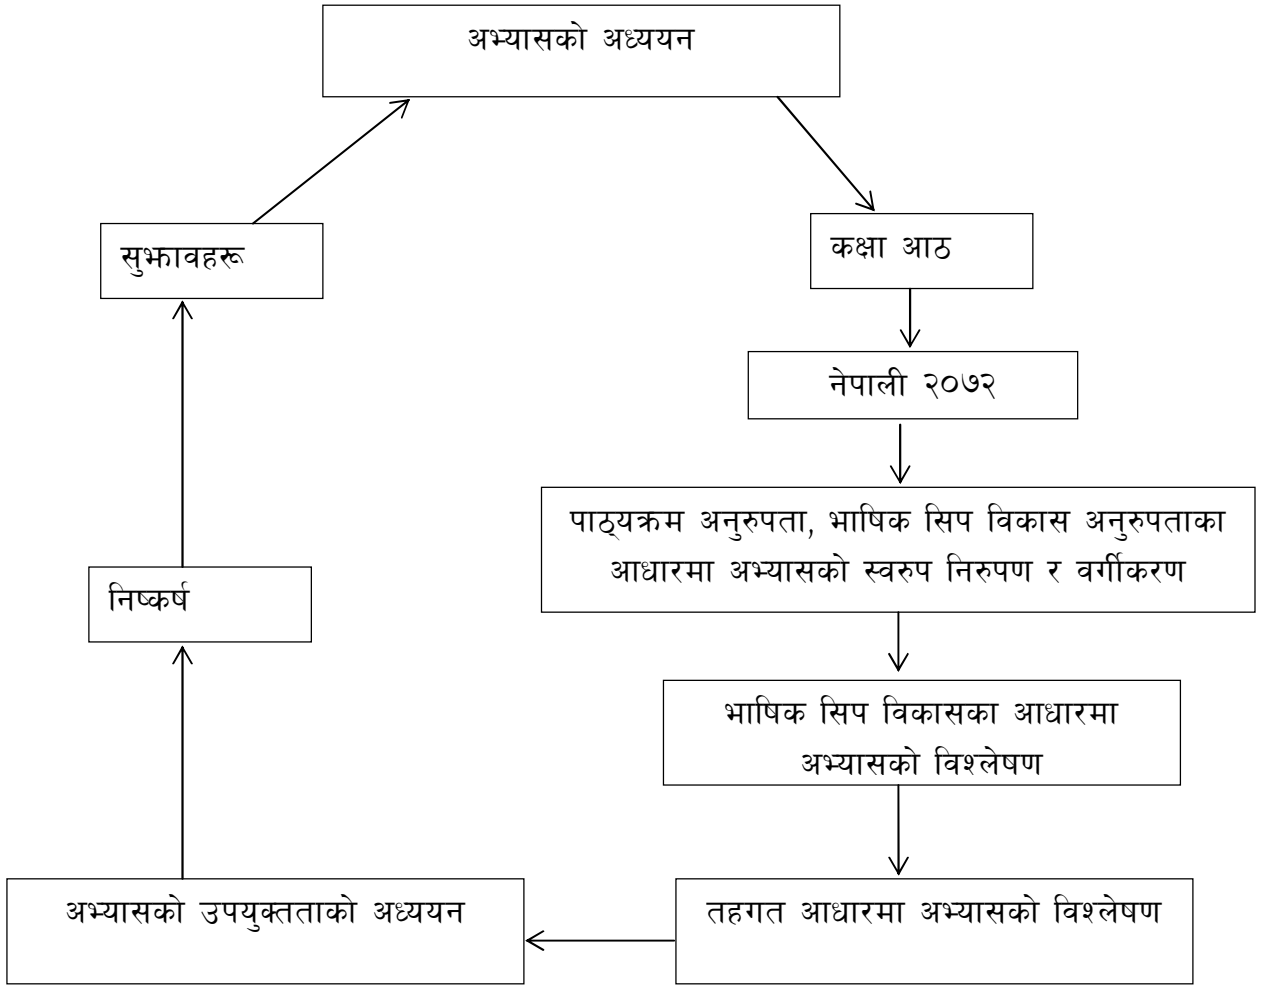 अभ्यासको अध्ययन
कक्षा आठ
नेपाली २०७२
पाठ्यक्रम अनुरुपता, भाषिक सिप विकास अनुरुपताका
आधारमा अभ्यासको स्वरुप निरुपण र वर्गीकरण
भाषिक सिप विकासका आधारमा
अभ्यासको विश्लेषण
तहगत आधारमा अभ्यासको विश्लेषण
अभ्यासको उपयुक्तताको अध्ययन
निष्कर्ष
सुझावहरू